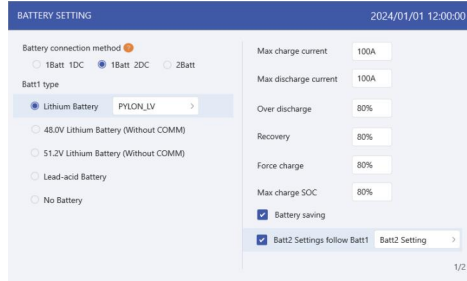 BATTERY SETTING 2024/01/01 12:00:00
Battery connection method ?
1Batt 1DC 1Batt 2DC 2Batt
Batt1 type
Lithium Battery PYLON_LV >
48.0V Lithium Battery (Without COMM)
51.2V Lithium Battery (Without COMM)
Lead-acid Battery
No Battery
Max charge current 100A
Max discharge current 100A
Over discharge 80%
Recovery 80%
Force charge 80%
Max charge SOC 80%
Battery saving
Batt2 Settings follow Batt1 Batt2 Setting >
1/2